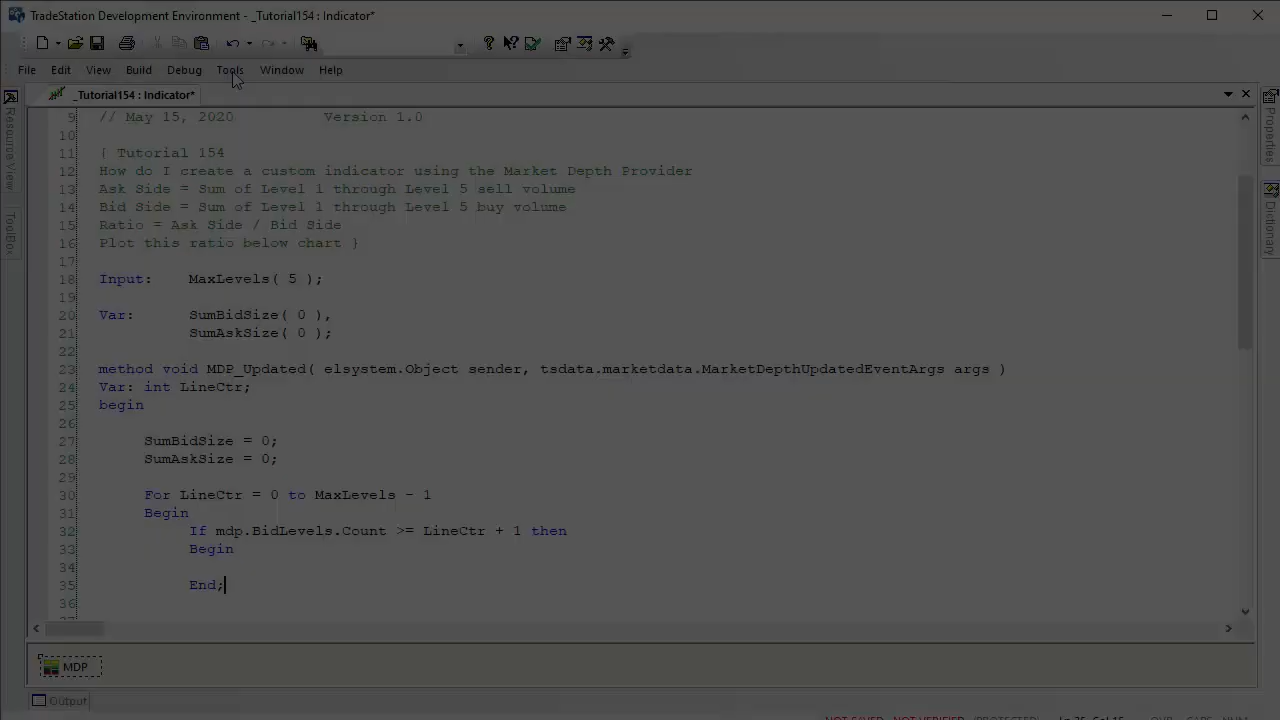 TradeStation Development Environment - _Tutorial154 : Indicator*
File Edit View Build Debug Tools Window Help
_Tutorial154 : Indicator*
Resource View
ToolBox
Properties
Dictionary
9 // May 15, 2020 Version 1.0
10
11 { Tutorial 154
12 How do I create a custom indicator using the Market Depth Provider
13 Ask Side = Sum of Level 1 through Level 5 sell volume
14 Bid Side = Sum of Level 1 through Level 5 buy volume
15 Ratio = Ask Side / Bid Side
16 Plot this ratio below chart }
17
18 Input: MaxLevels( 5 );
19
20 Var: SumBidSize( 0 ),
21 SumAskSize( 0 );
22
23 method void MDP_Updated( elsystem.Object sender, tsdata.marketdata.MarketDepthUpdatedEventArgs args )
24 Var: int LineCtr;
25 begin
26
27 SumBidSize = 0;
28 SumAskSize = 0;
29
30 For LineCtr = 0 to MaxLevels - 1
31 Begin
32 If mdp.BidLevels.Count >= LineCtr + 1 then
33 Begin
34
35 End;
36
MDP
Output